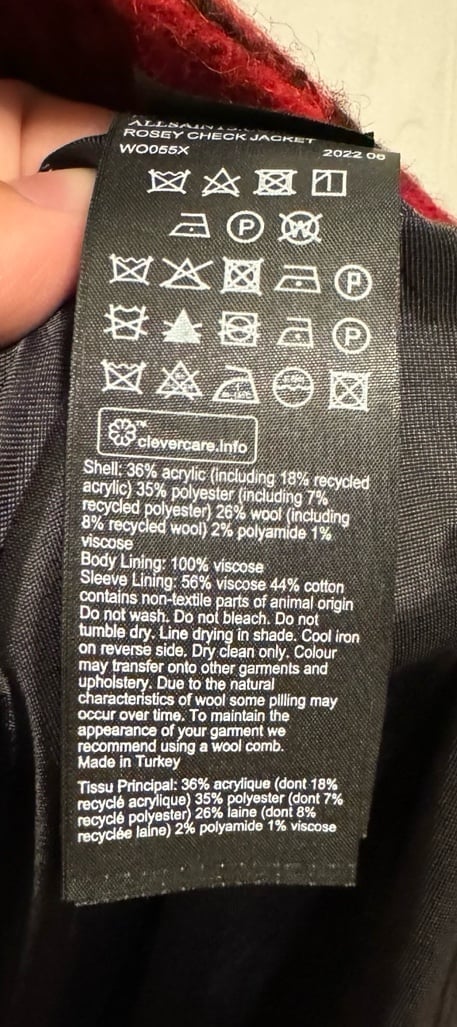 ALLSAINTS
ROSEY CHECK JACKET
WO055X 2022 06
1
P W
P
P
clevercare.info
Shell: 36% acrylic (including 18% recycled
acrylic) 35% polyester (including 7%
recycled polyester) 26% wool (including
8% recycled wool) 2% polyamide 1%
viscose
Body Lining: 100% viscose
Sleeve Lining: 56% viscose 44% cotton
contains non-textile parts of animal origin
Do not wash. Do not bleach. Do not
tumble dry. Line drying in shade. Cool iron
on reverse side. Dry clean only. Colour
may transfer onto other garments and
upholstery. Due to the natural
characteristics of wool some pilling may
occur over time. To maintain the
appearance of your garment we
recommend using a wool comb.
Made in Turkey
Tissu Principal: 36% acrylique (dont 18%
recyclé acrylique) 35% polyester (dont 7%
recyclé polyester) 26% laine (dont 8%
recyclée laine) 2% polyamide 1% viscose